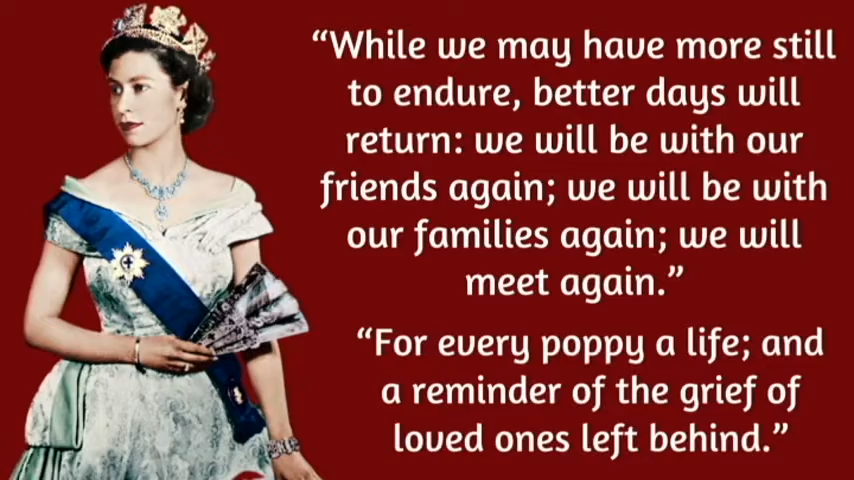 “While we may have more still
to endure, better days will
return: we will be with our
friends again; we will be with
our families again; we will
meet again.”
“For every poppy a life; and
a reminder of the grief of
loved ones left behind.”